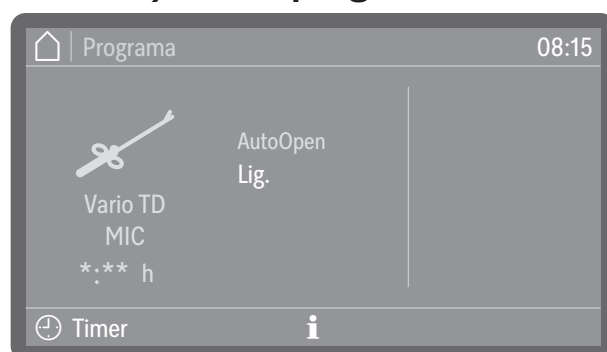 Programa
08:15
AutoOpen
Lig.
Vario TD
MIC
*:** h
Timer
i